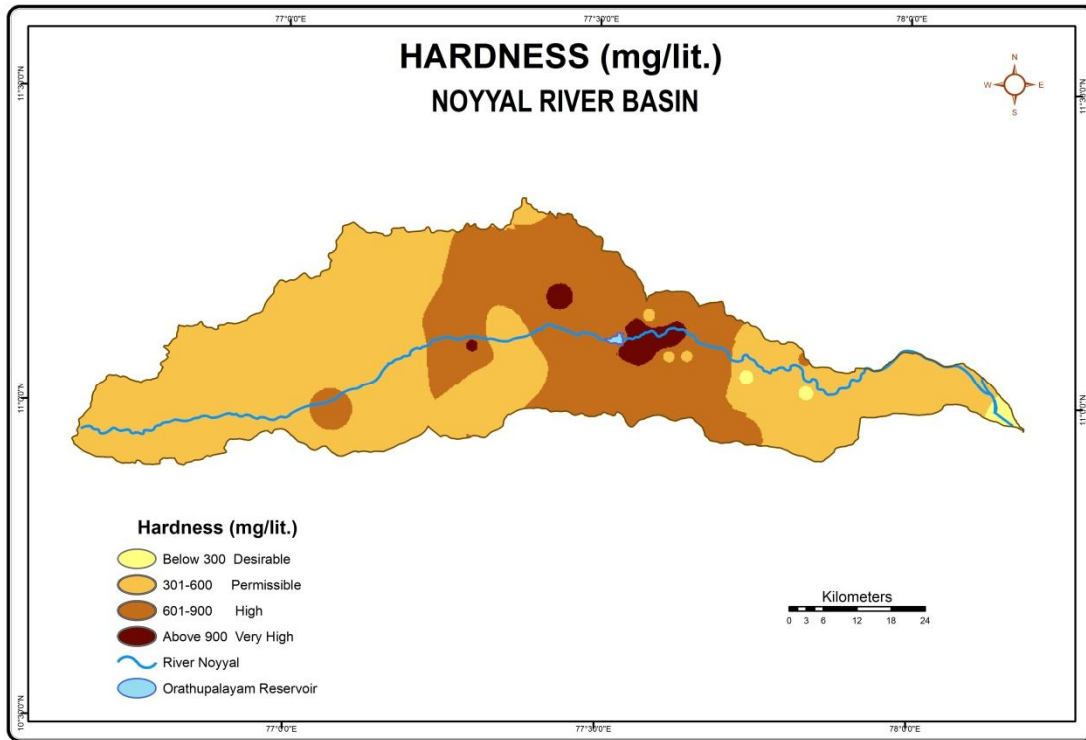 77°0'0"E
77°30'0"E
78°0'0"E
HARDNESS (mg/lit.)
NOYYAL RIVER BASIN
N
W
E
S
11°30'0"N
11°30'0"N
11°0'0"N
11°0'0"N
Hardness (mg/lit.)
Below 300 Desirable
301-600 Permissible
601-900 High
Above 900 Very High
River Noyyal
Orathupalayam Reservoir
Kilometers
0 3 6 12 18 24
10°30'0"N
10°30'0"N
77°0'0"E
77°30'0"E
78°0'0"E